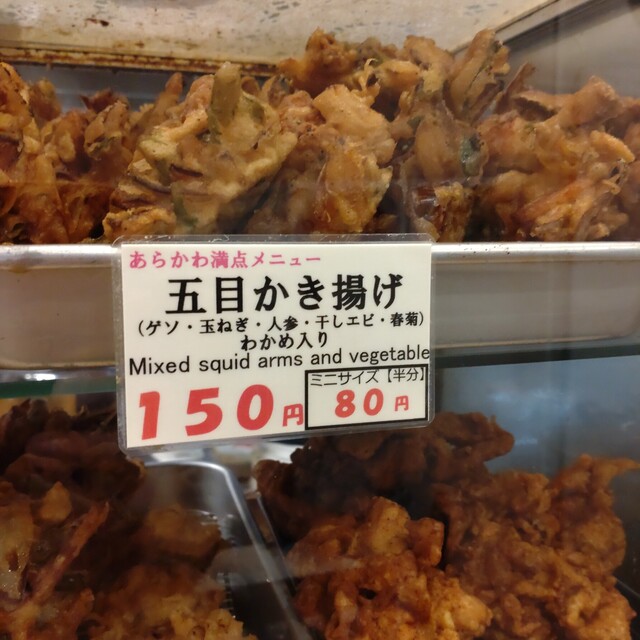 あらかわ満点メニュー
五目かき揚げ
(ゲソ・玉ねぎ・人参・干しエビ・春菊)
わかめ入り
Mixed squid arms and vegetable
150円
ミニサイズ【半分】
80円